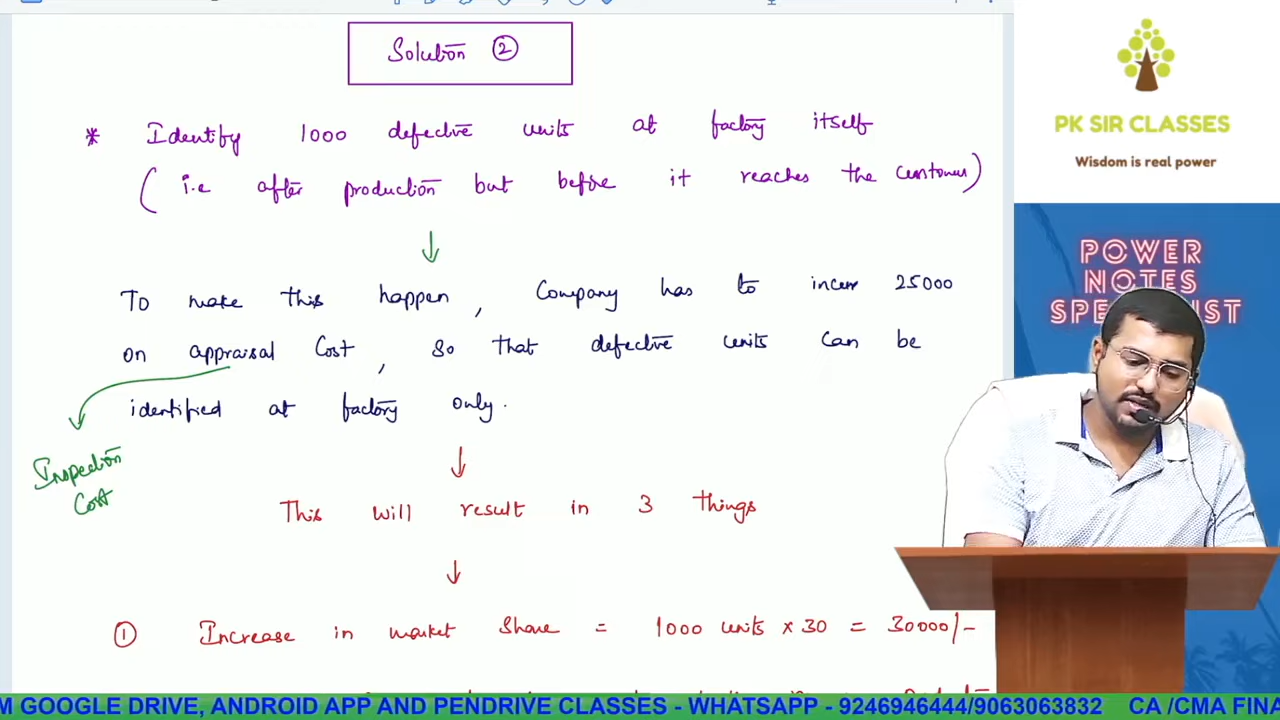 Solution ②
* Identify 1000 defective units at factory itself
(i.e after production but before it reaches the customer)
↓
To make this happen, Company has to incur 25000
on appraisal Cost, so that defective units can be
identified at factory only.
Inspection
Cost
↓
This will result in 3 things
↓
① Increase in market share = 1000 units × 30 = 30000/-
PK SIR CLASSES
Wisdom is real power
POWER
NOTES
M GOOGLE DRIVE, ANDROID APP AND PENDRIVE CLASSES - WHATSAPP - 9246946444/9063063832 CA /CMA FINA